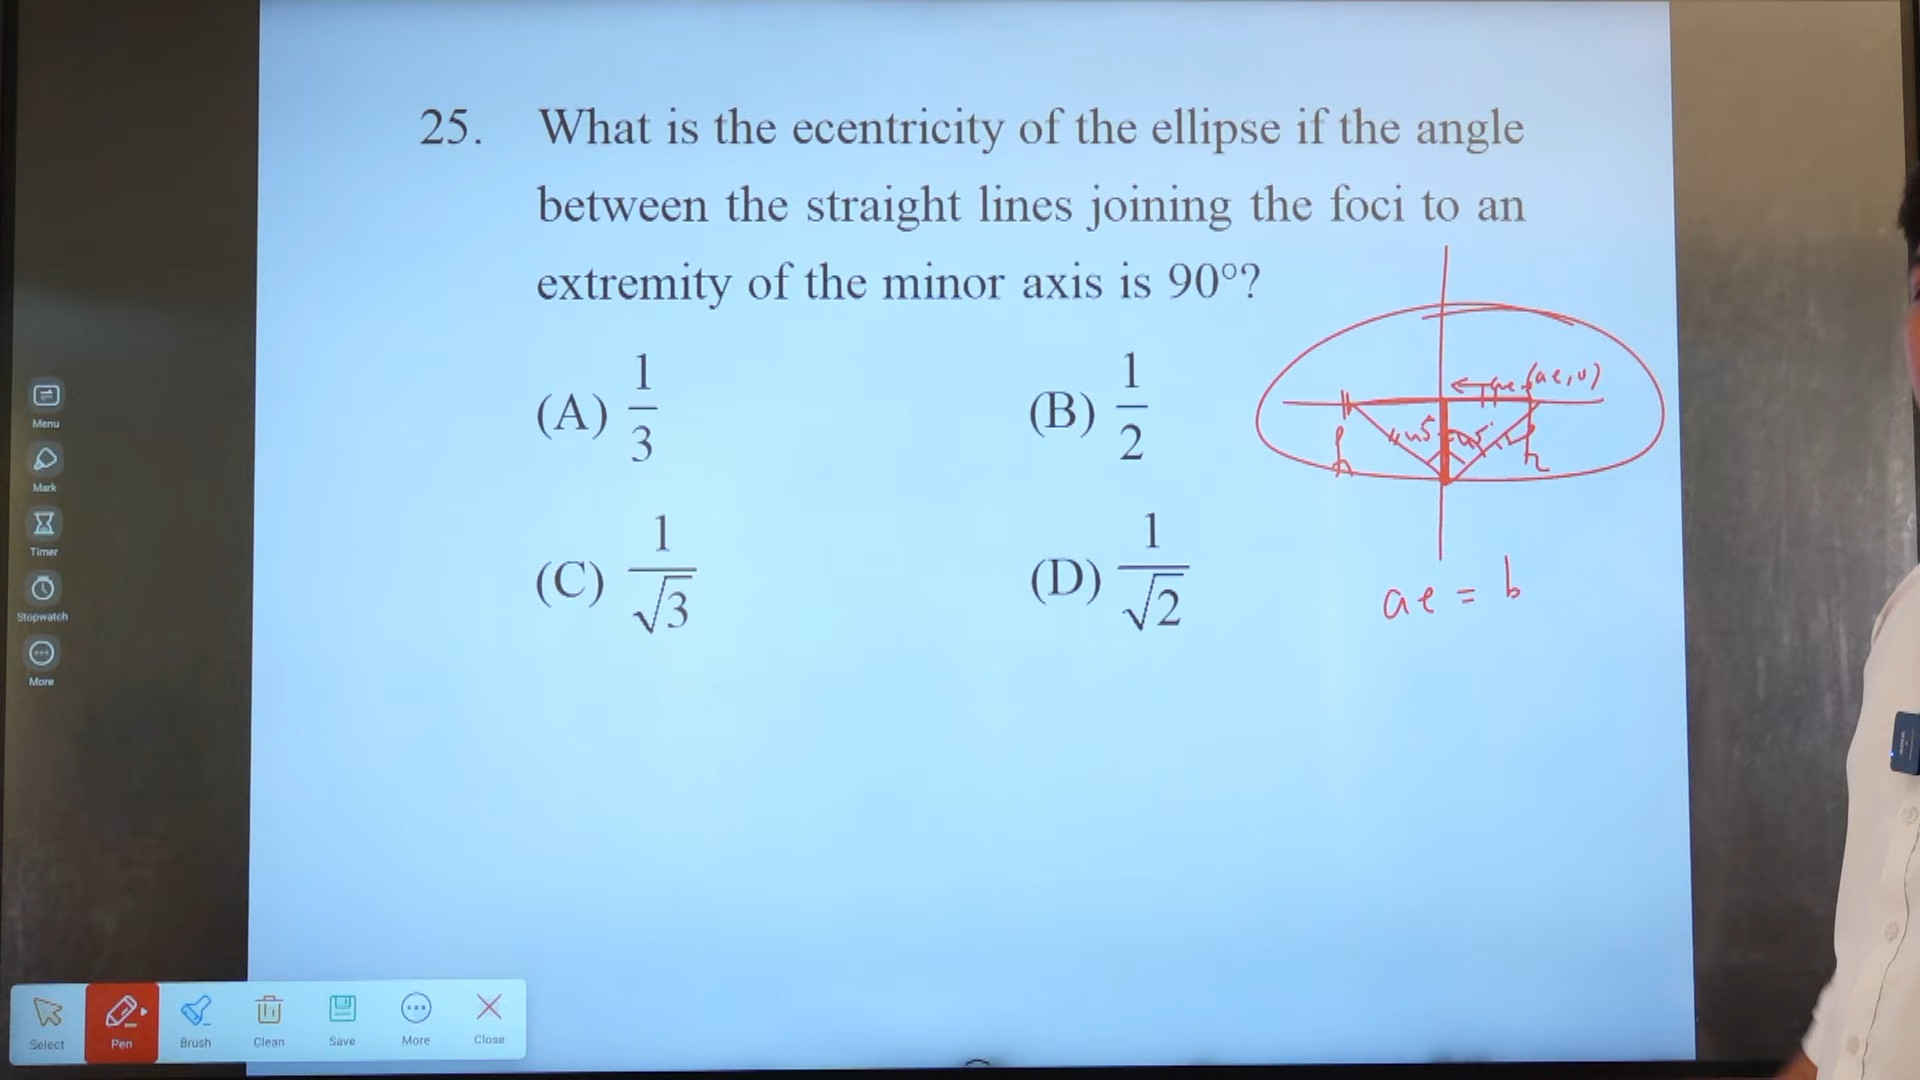 25. What is the ecentricity of the ellipse if the angle
between the straight lines joining the foci to an
extremity of the minor axis is 90°?
(A) 1/3 (B) 1/2
(C) 1/√3 (D) 1/√2
(ae, 0)
45° 45°
ae = b
Menu
Mark
Timer
Stopwatch
More
Select Pen Brush Clean Save More Close